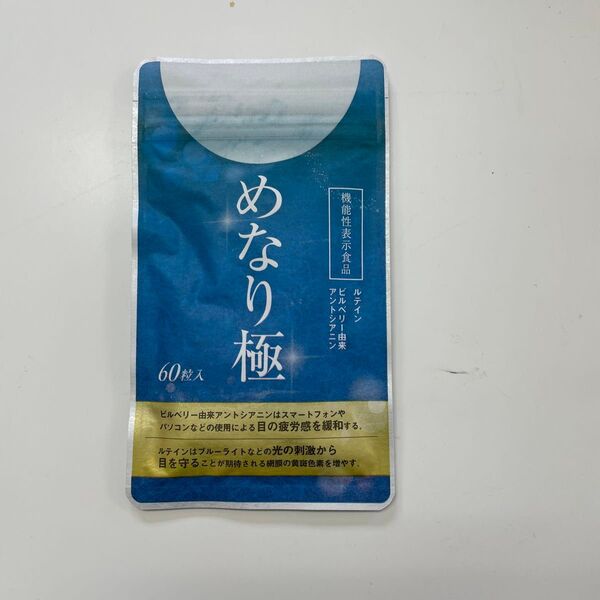 めなり極
機能性表示食品
ルテイン
ビルベリー由来
アントシアニン
60粒入
ビルベリー由来アントシアニンはスマートフォンや
パソコンなどの使用による目の疲労感を緩和する。
ルテインはブルーライトなどの光の刺激から
目を守ることが期待される網膜の黄斑色素を増やす。